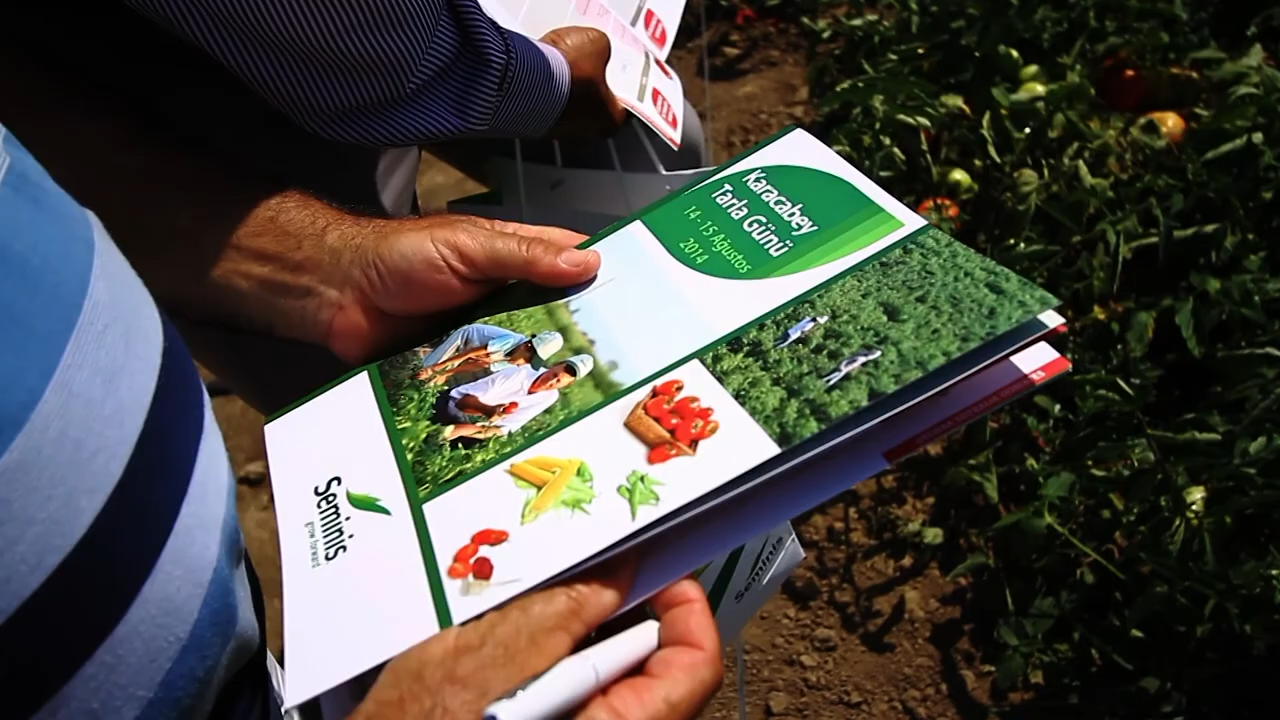 Karacabey
Tarla Günü
14-15 Ağustos
2014
Seminis
grow forward
Seminis